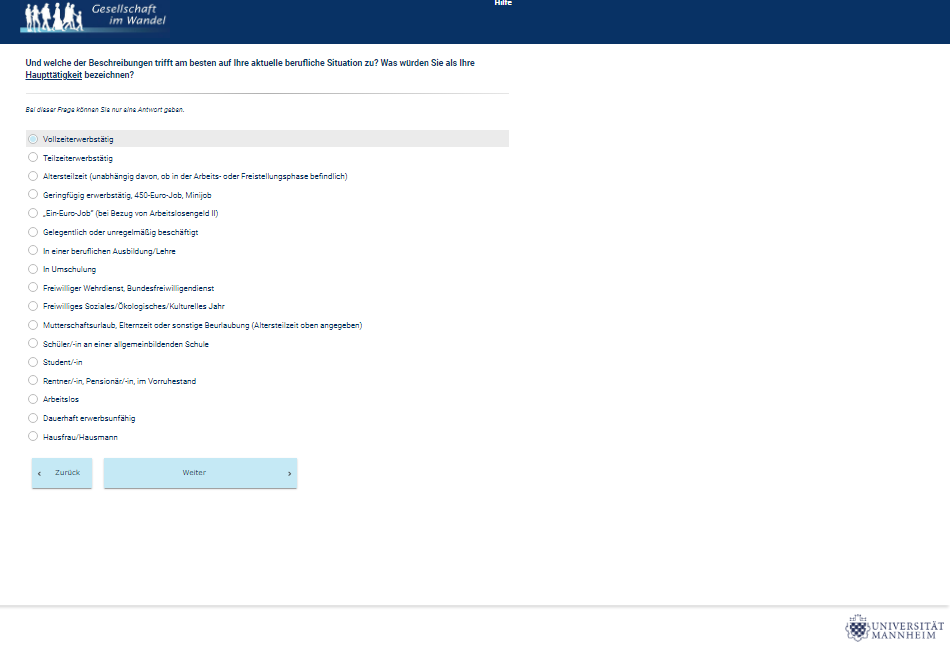 Gesellschaft
im Wandel
Hilfe
Und welche der Beschreibungen trifft am besten auf Ihre aktuelle berufliche Situation zu? Was würden Sie als Ihre
Haupttätigkeit bezeichnen?
Bei dieser Frage können Sie nur eine Antwort geben.
Vollzeiterwerbstätig
Teilzeiterwerbstätig
Altersteilzeit (unabhängig davon, ob in der Arbeits- oder Freistellungsphase befindlich)
Geringfügig erwerbstätig, 450-Euro-Job, Minijob
„Ein-Euro-Job" (bei Bezug von Arbeitslosengeld II)
Gelegentlich oder unregelmäßig beschäftigt
In einer beruflichen Ausbildung/Lehre
In Umschulung
Freiwilliger Wehrdienst, Bundesfreiwilligendienst
Freiwilliges Soziales/Ökologisches/Kulturelles Jahr
Mutterschaftsurlaub, Elternzeit oder sonstige Beurlaubung (Altersteilzeit oben angegeben)
Schüler/-in an einer allgemeinbildenden Schule
Student/-in
Rentner/-in, Pensionär/-in, im Vorruhestand
Arbeitslos
Dauerhaft erwerbsunfähig
Hausfrau/Hausmann
‹ Zurück Weiter ›
UNIVERSITÄT
MANNHEIM